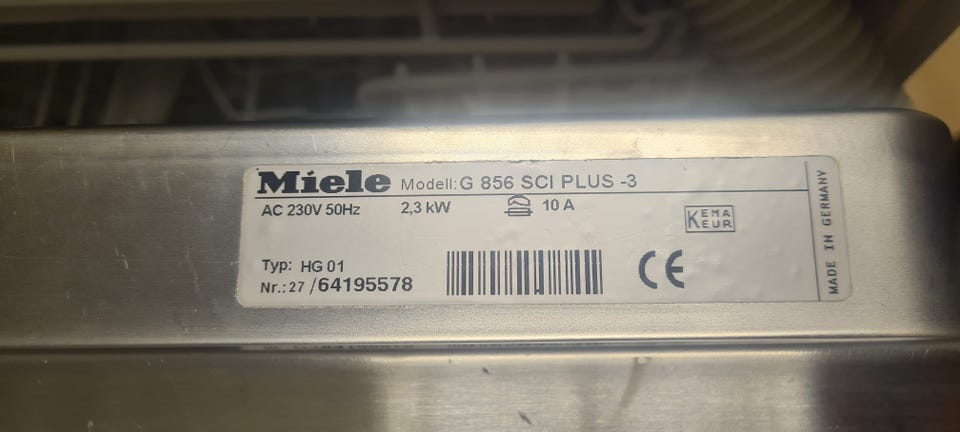 Miele Modell: G 856 SCI PLUS -3
AC 230V 50Hz 2,3 kW 10 A
KEMA
KEUR
Typ: HG 01
Nr.: 27 /64195578
CE
MADE IN GERMANY